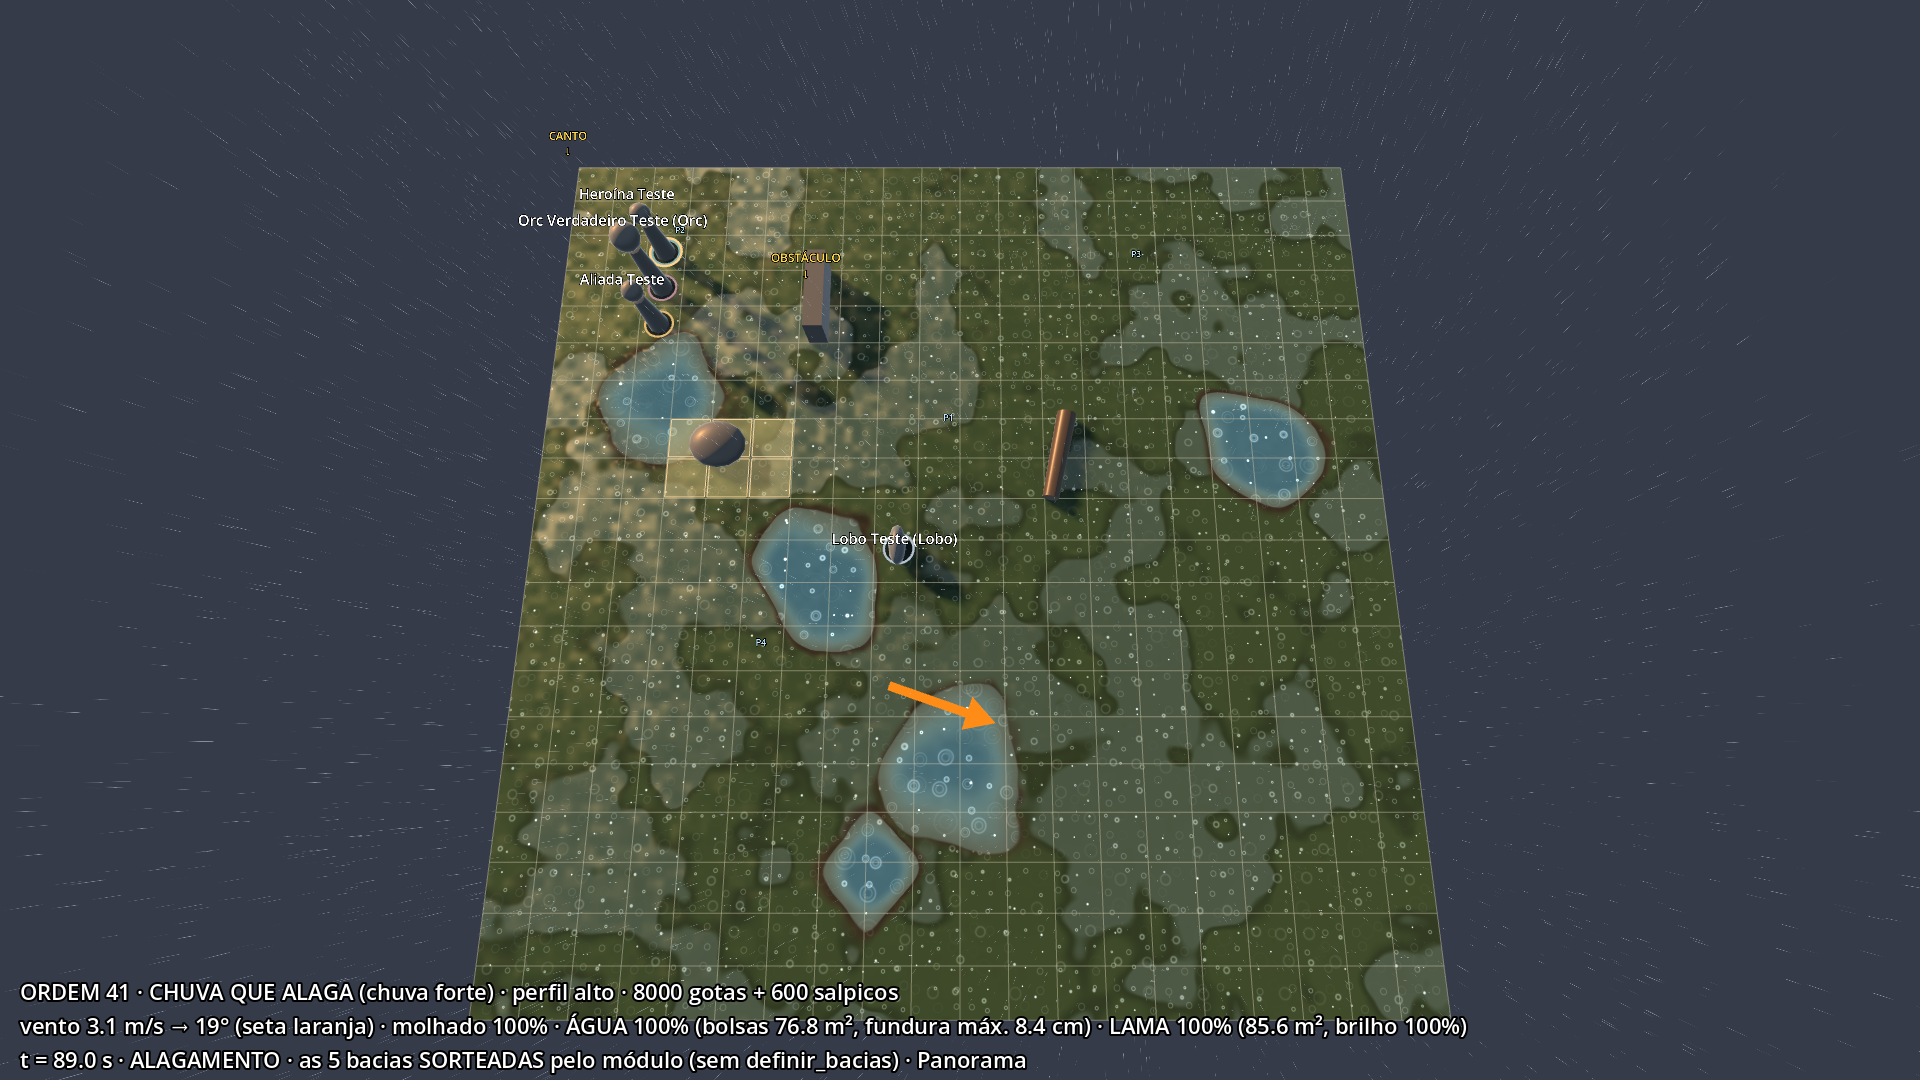 CANTO
1
Heroína Teste
Orc Verdadeiro Teste (Orc)
P2
P3
OBSTÁCULO
1
Aliada Teste
P1
Lobo Teste (Lobo)
P4
ORDEM 41 · CHUVA QUE ALAGA (chuva forte) · perfil alto · 8000 gotas + 600 salpicos
vento 3.1 m/s → 19° (seta laranja) · molhado 100% · ÁGUA 100% (bolsas 76.8 m², fundura máx. 8.4 cm) · LAMA 100% (85.6 m², brilho 100%)
t = 89.0 s · ALAGAMENTO · as 5 bacias SORTEADAS pelo módulo (sem definir_bacias) · Panorama